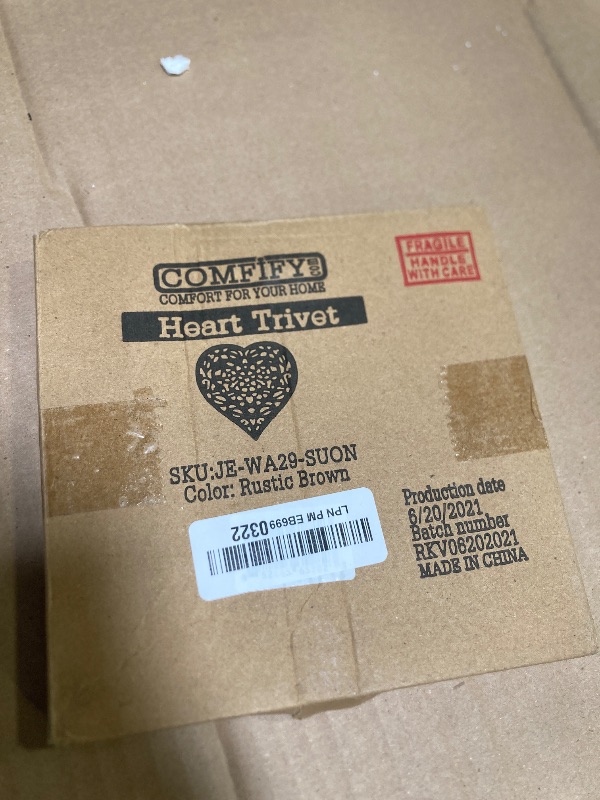 COMFIFY
COMFORT FOR YOUR HOME
FRAGILE
HANDLE
WITH CARE
Heart Trivet
SKU:JE-WA29-SUON
Color: Rustic Brown
LPN PM EB6990322
Production date
6/20/2021
Batch number
RKV06202021
MADE IN CHINA